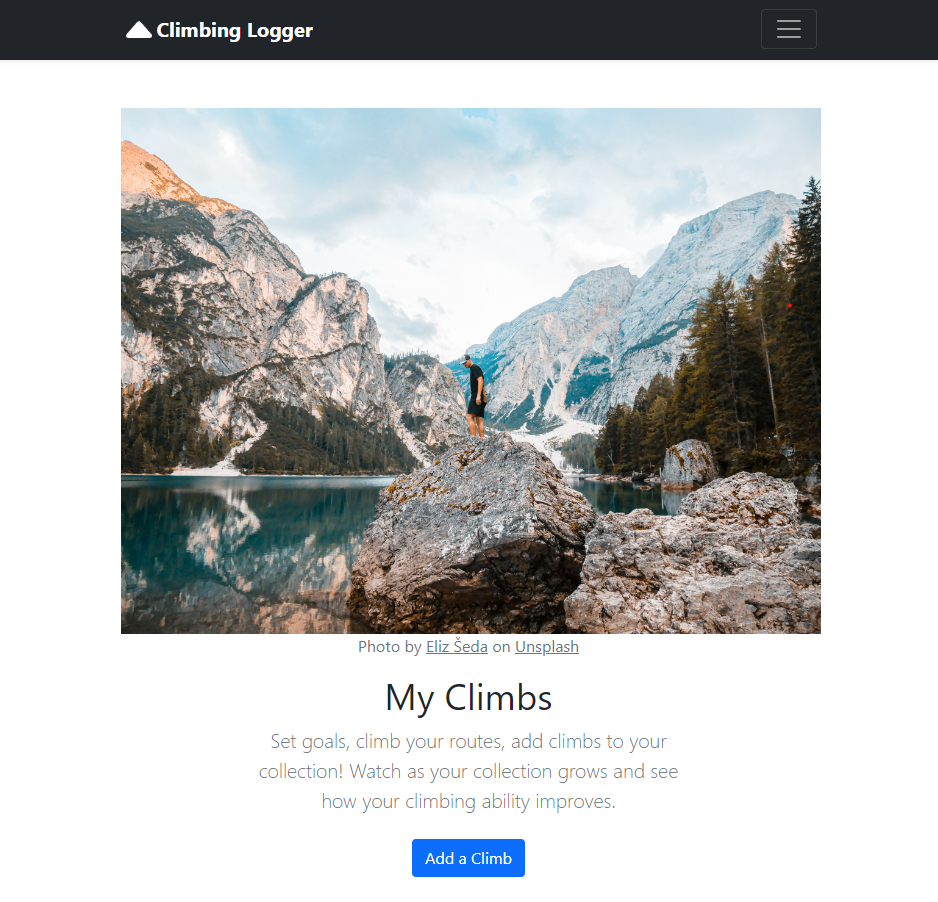 Climbing Logger
Photo by Eliz Šeda on Unsplash
My Climbs
Set goals, climb your routes, add climbs to your
collection! Watch as your collection grows and see
how your climbing ability improves.
Add a Climb